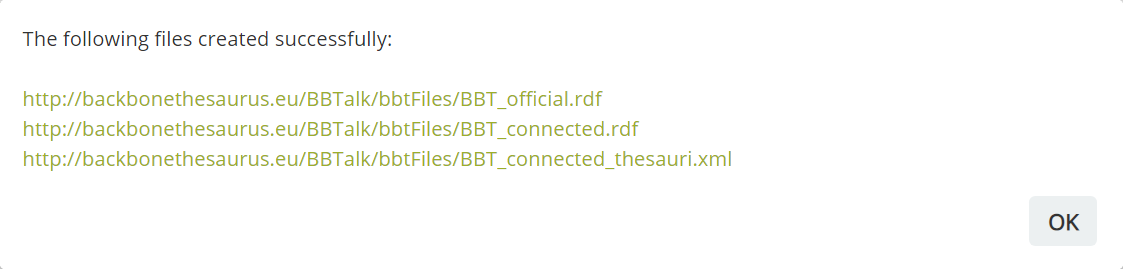 The following files created successfully:
http://backbonethesaurus.eu/BBTalk/bbtFiles/BBT_official.rdf
http://backbonethesaurus.eu/BBTalk/bbtFiles/BBT_connected.rdf
http://backbonethesaurus.eu/BBTalk/bbtFiles/BBT_connected_thesauri.xml
OK